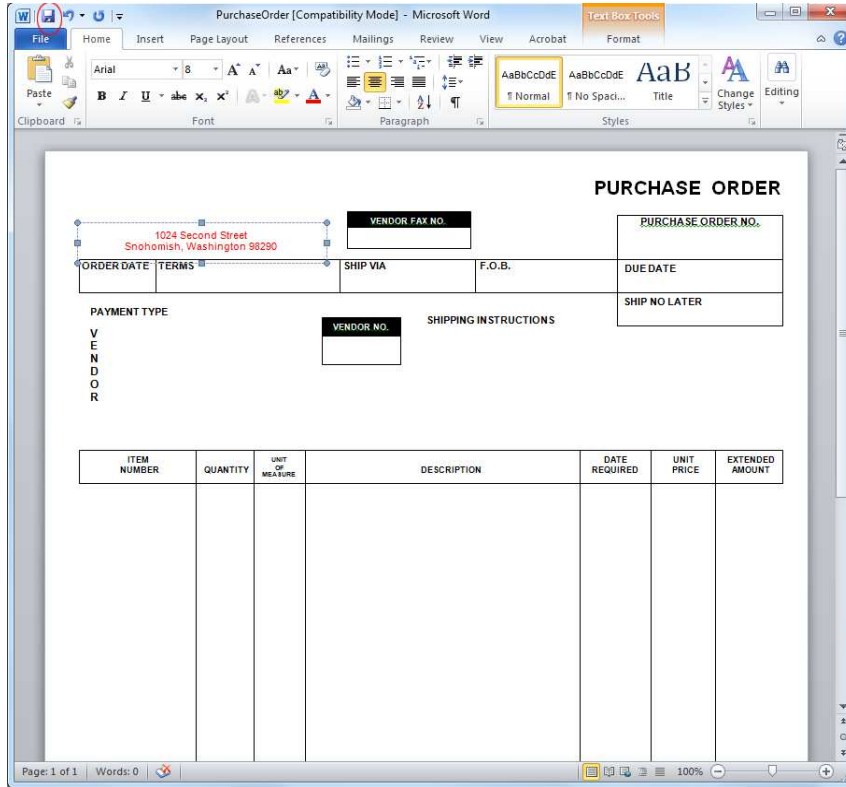 PurchaseOrder [Compatibility Mode] - Microsoft Word
Text Box Tools
File Home Insert Page Layout References Mailings Review View Acrobat Format
Paste
Arial 8
AaBbCcDdE AaBbCcDdE AaB
¶ Normal ¶ No Spaci... Title
Change Styles
Editing
Clipboard Font Paragraph Styles
PURCHASE ORDER
1024 Second Street
Snohomish, Washington 98290
VENDOR FAX NO.
PURCHASE ORDER NO.
ORDER DATE TERMS SHIP VIA F.O.B. DUE DATE
SHIP NO LATER
PAYMENT TYPE
VENDOR NO.
SHIPPING INSTRUCTIONS
V
E
N
D
O
R
ITEM NUMBER QUANTITY UNIT OF MEASURE DESCRIPTION DATE REQUIRED UNIT PRICE EXTENDED AMOUNT
Page: 1 of 1 Words: 0 100%